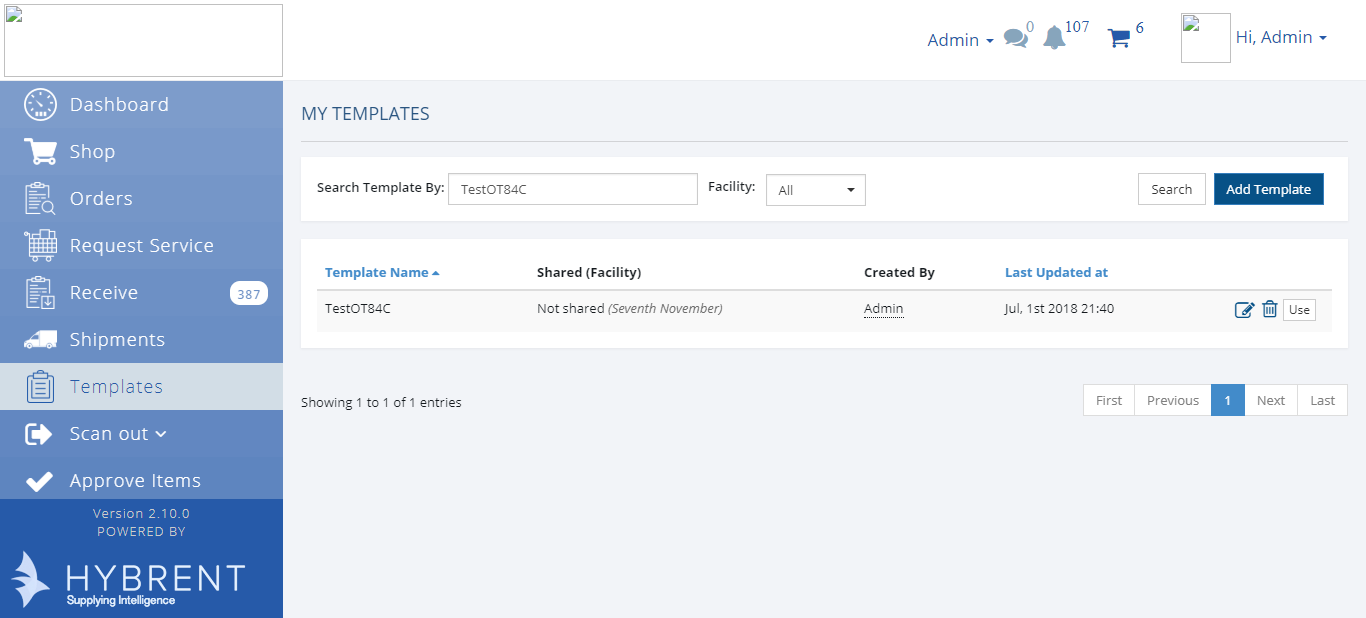 Admin 0 107 6 Hi, Admin
Dashboard
Shop
Orders
Request Service
Receive 387
Shipments
Templates
Scan out
Approve Items
Version 2.10.0
POWERED BY
HYBRENT
Supplying Intelligence
MY TEMPLATES
Search Template By: TestOT84C Facility: All Search Add Template
Template Name Shared (Facility) Created By Last Updated at
TestOT84C Not shared (Seventh November) Admin Jul, 1st 2018 21:40 Use
Showing 1 to 1 of 1 entries First Previous 1 Next Last